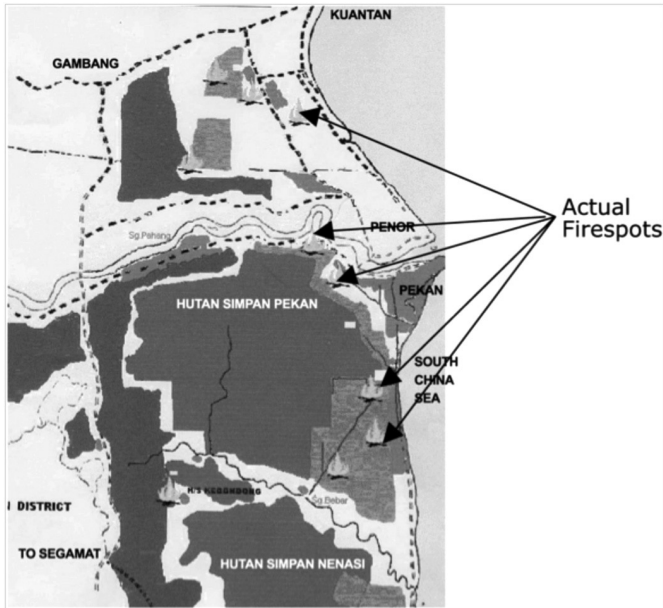 KUANTAN
GAMBANG
Actual
Firespots
PENOR
Sg.Pahang
PEKAN
HUTAN SIMPAN PEKAN
SOUTH
CHINA
SEA
H/S KEDONDONG
Sg.Bebar
DISTRICT
TO SEGAMAT
HUTAN SIMPAN NENASI